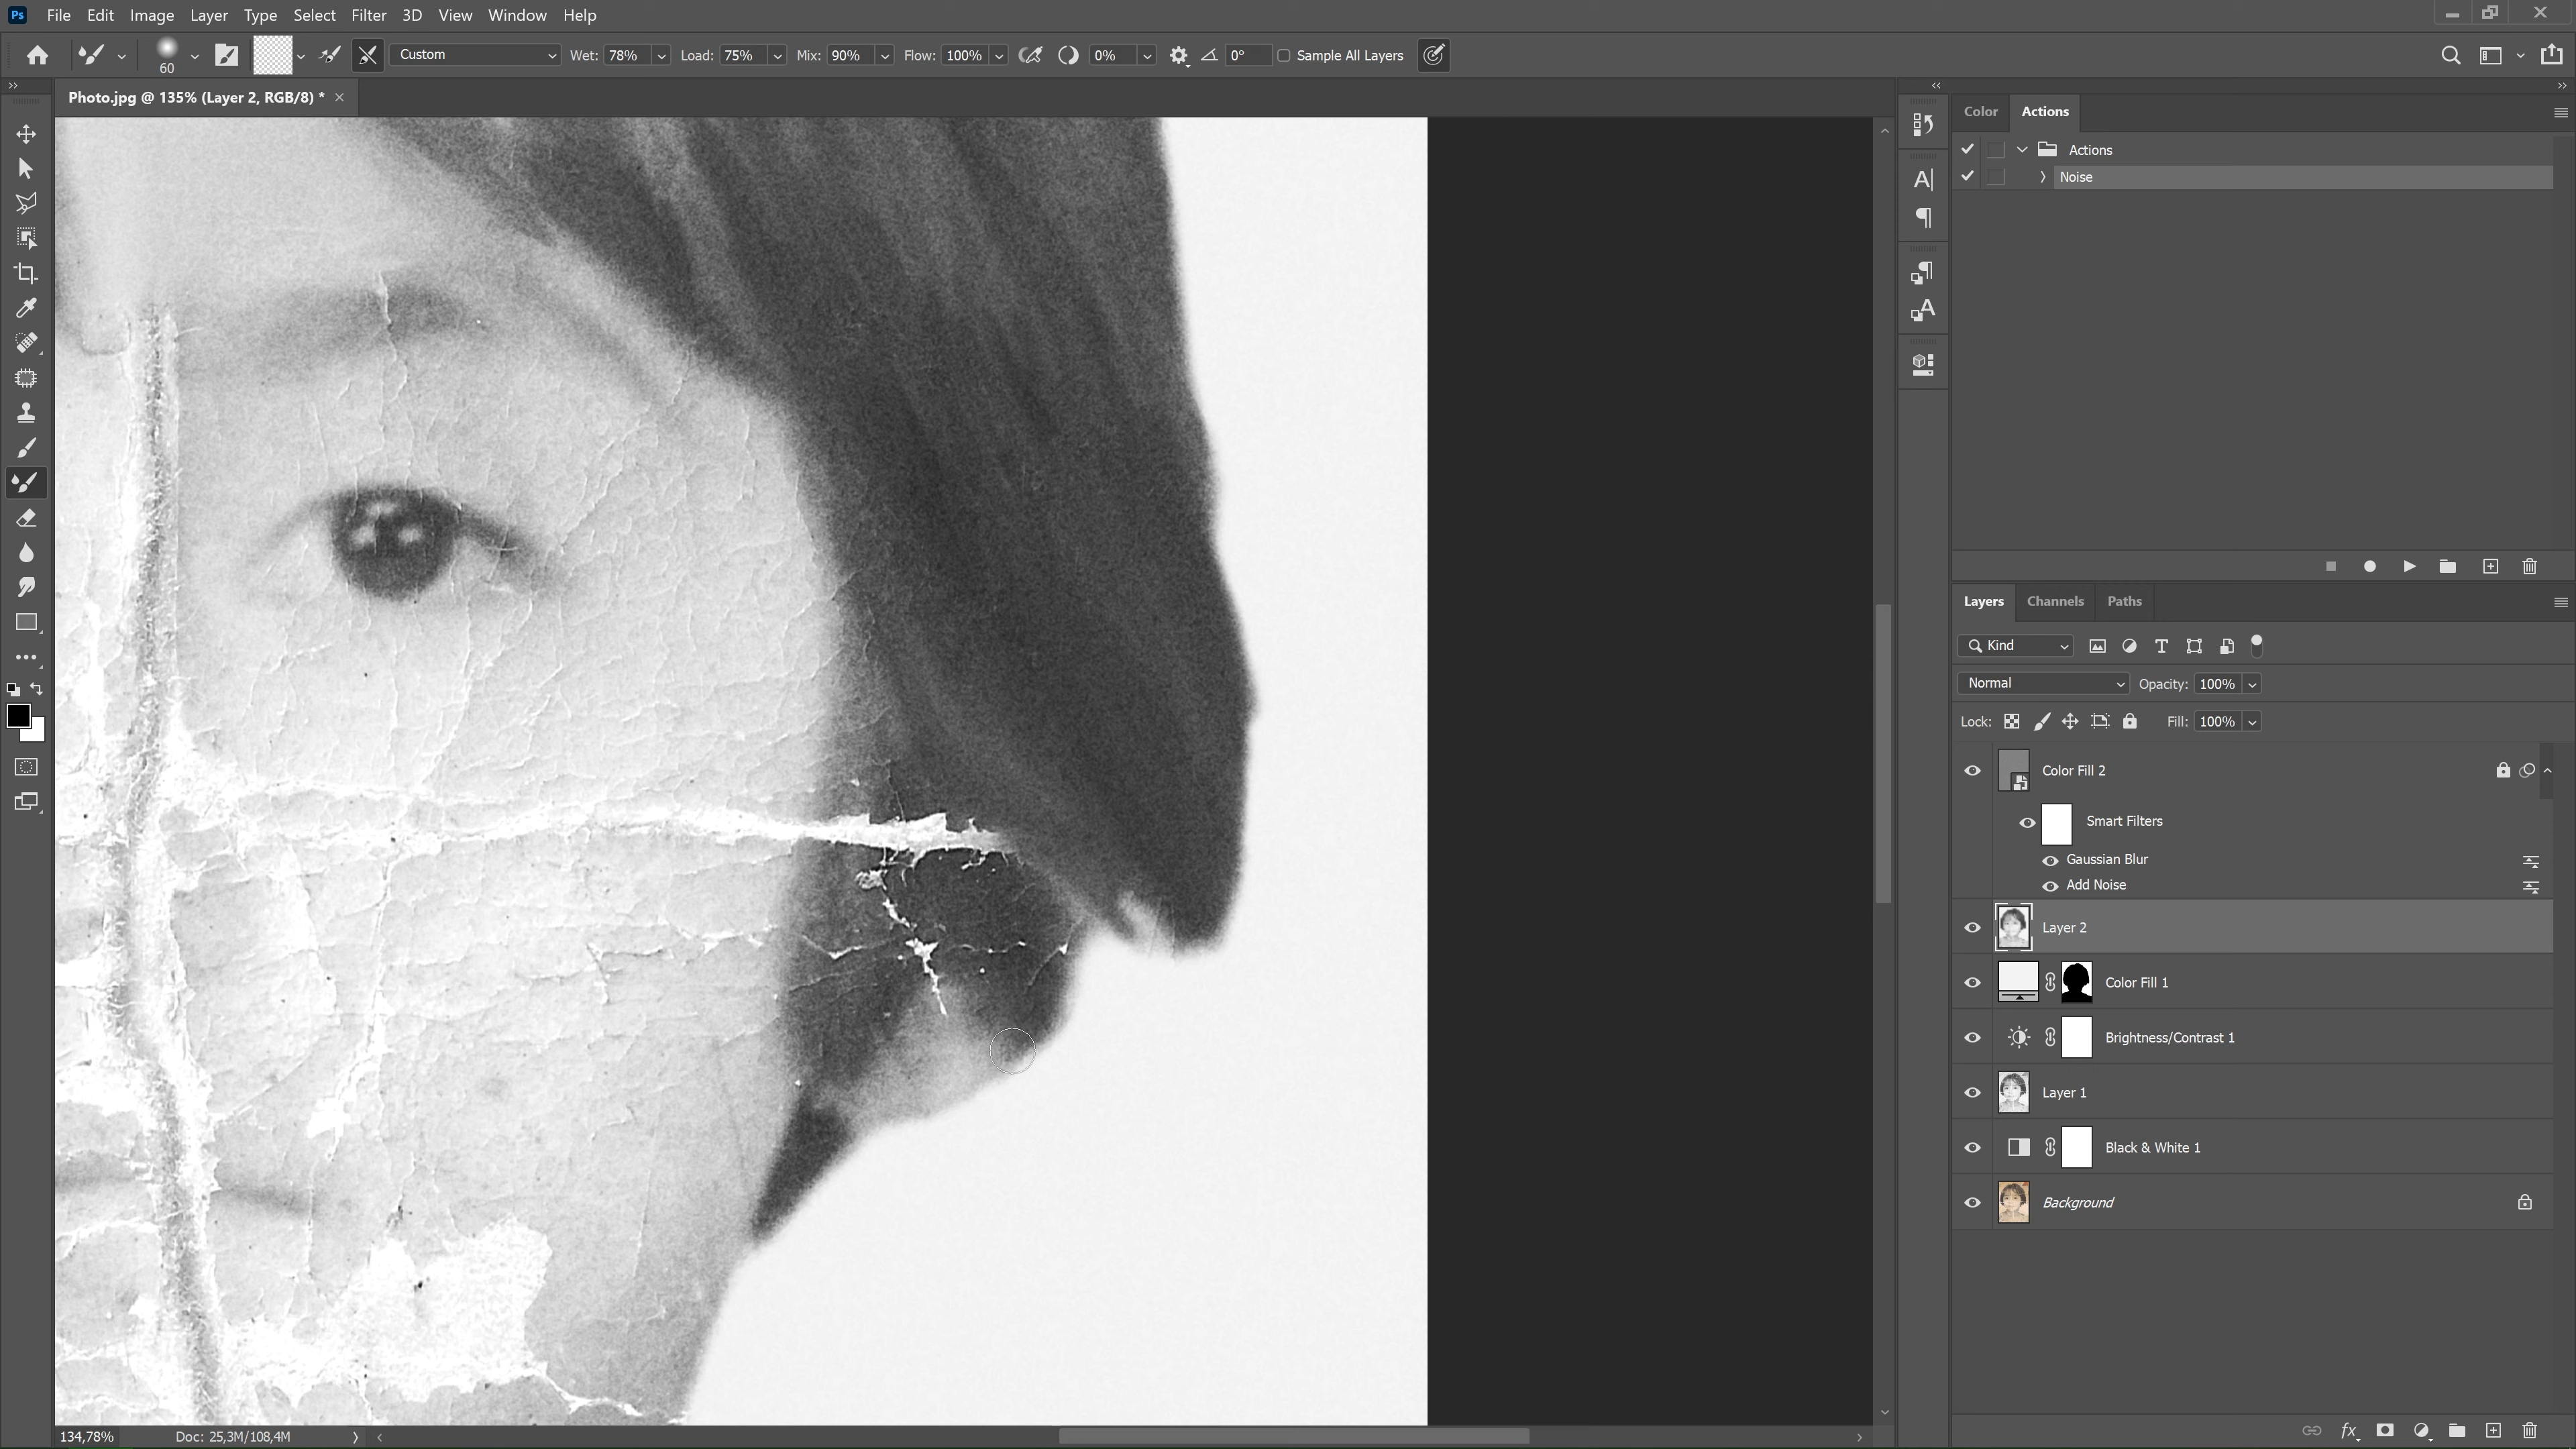 Ps File Edit Image Layer Type Select Filter 3D View Window Help
60 Custom Wet: 78% Load: 75% Mix: 90% Flow: 100% 0% 0° Sample All Layers
Photo.jpg @ 135% (Layer 2, RGB/8) *
Color Actions
Actions
Noise
Layers Channels Paths
Kind
Normal Opacity: 100%
Lock: Fill: 100%
Color Fill 2
Smart Filters
Gaussian Blur
Add Noise
Layer 2
Color Fill 1
Brightness/Contrast 1
Layer 1
Black & White 1
Background
134,78% Doc: 25,3M/108,4M
fx